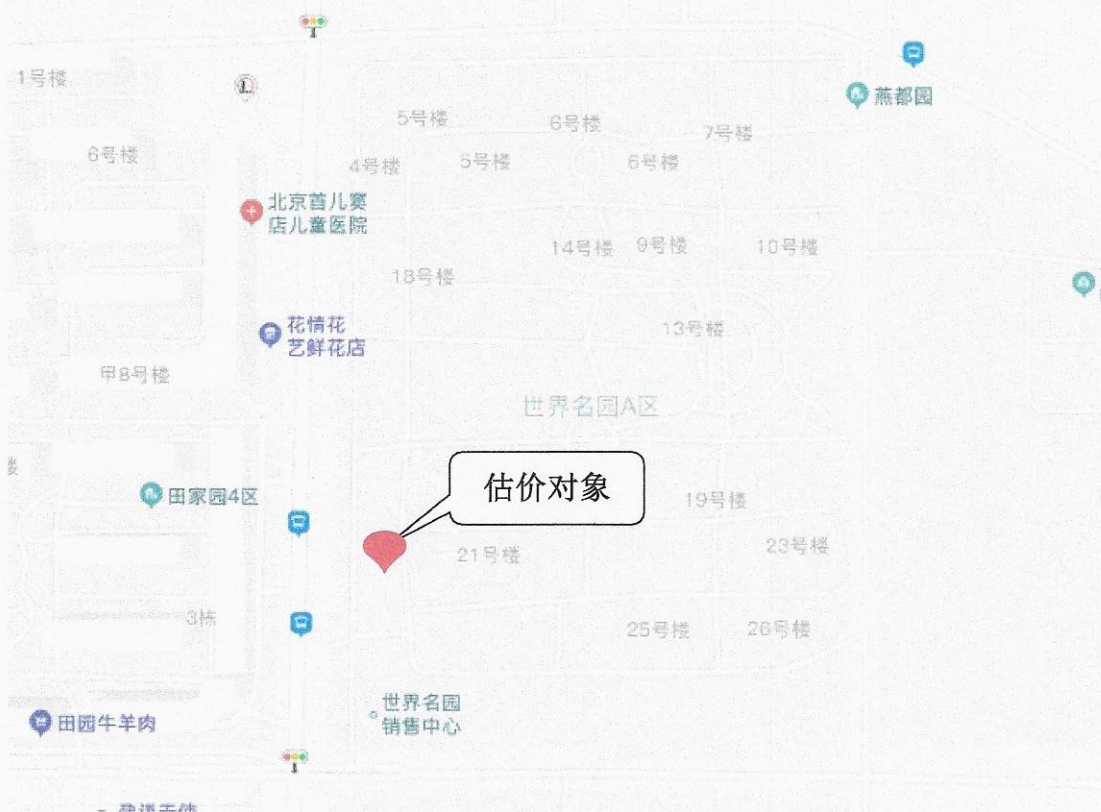 1号楼
燕都园
5号楼
6号楼
7号楼
6号楼
4号楼
5号楼
6号楼
北京首儿窦
店儿童医院
14号楼
9号楼
10号楼
18号楼
花情花
艺鲜花店
13号楼
甲8号楼
世界名园A区
估价对象
田家园4区
19号楼
21号楼
23号楼
3栋
25号楼
26号楼
世界名园
销售中心
田园牛羊肉